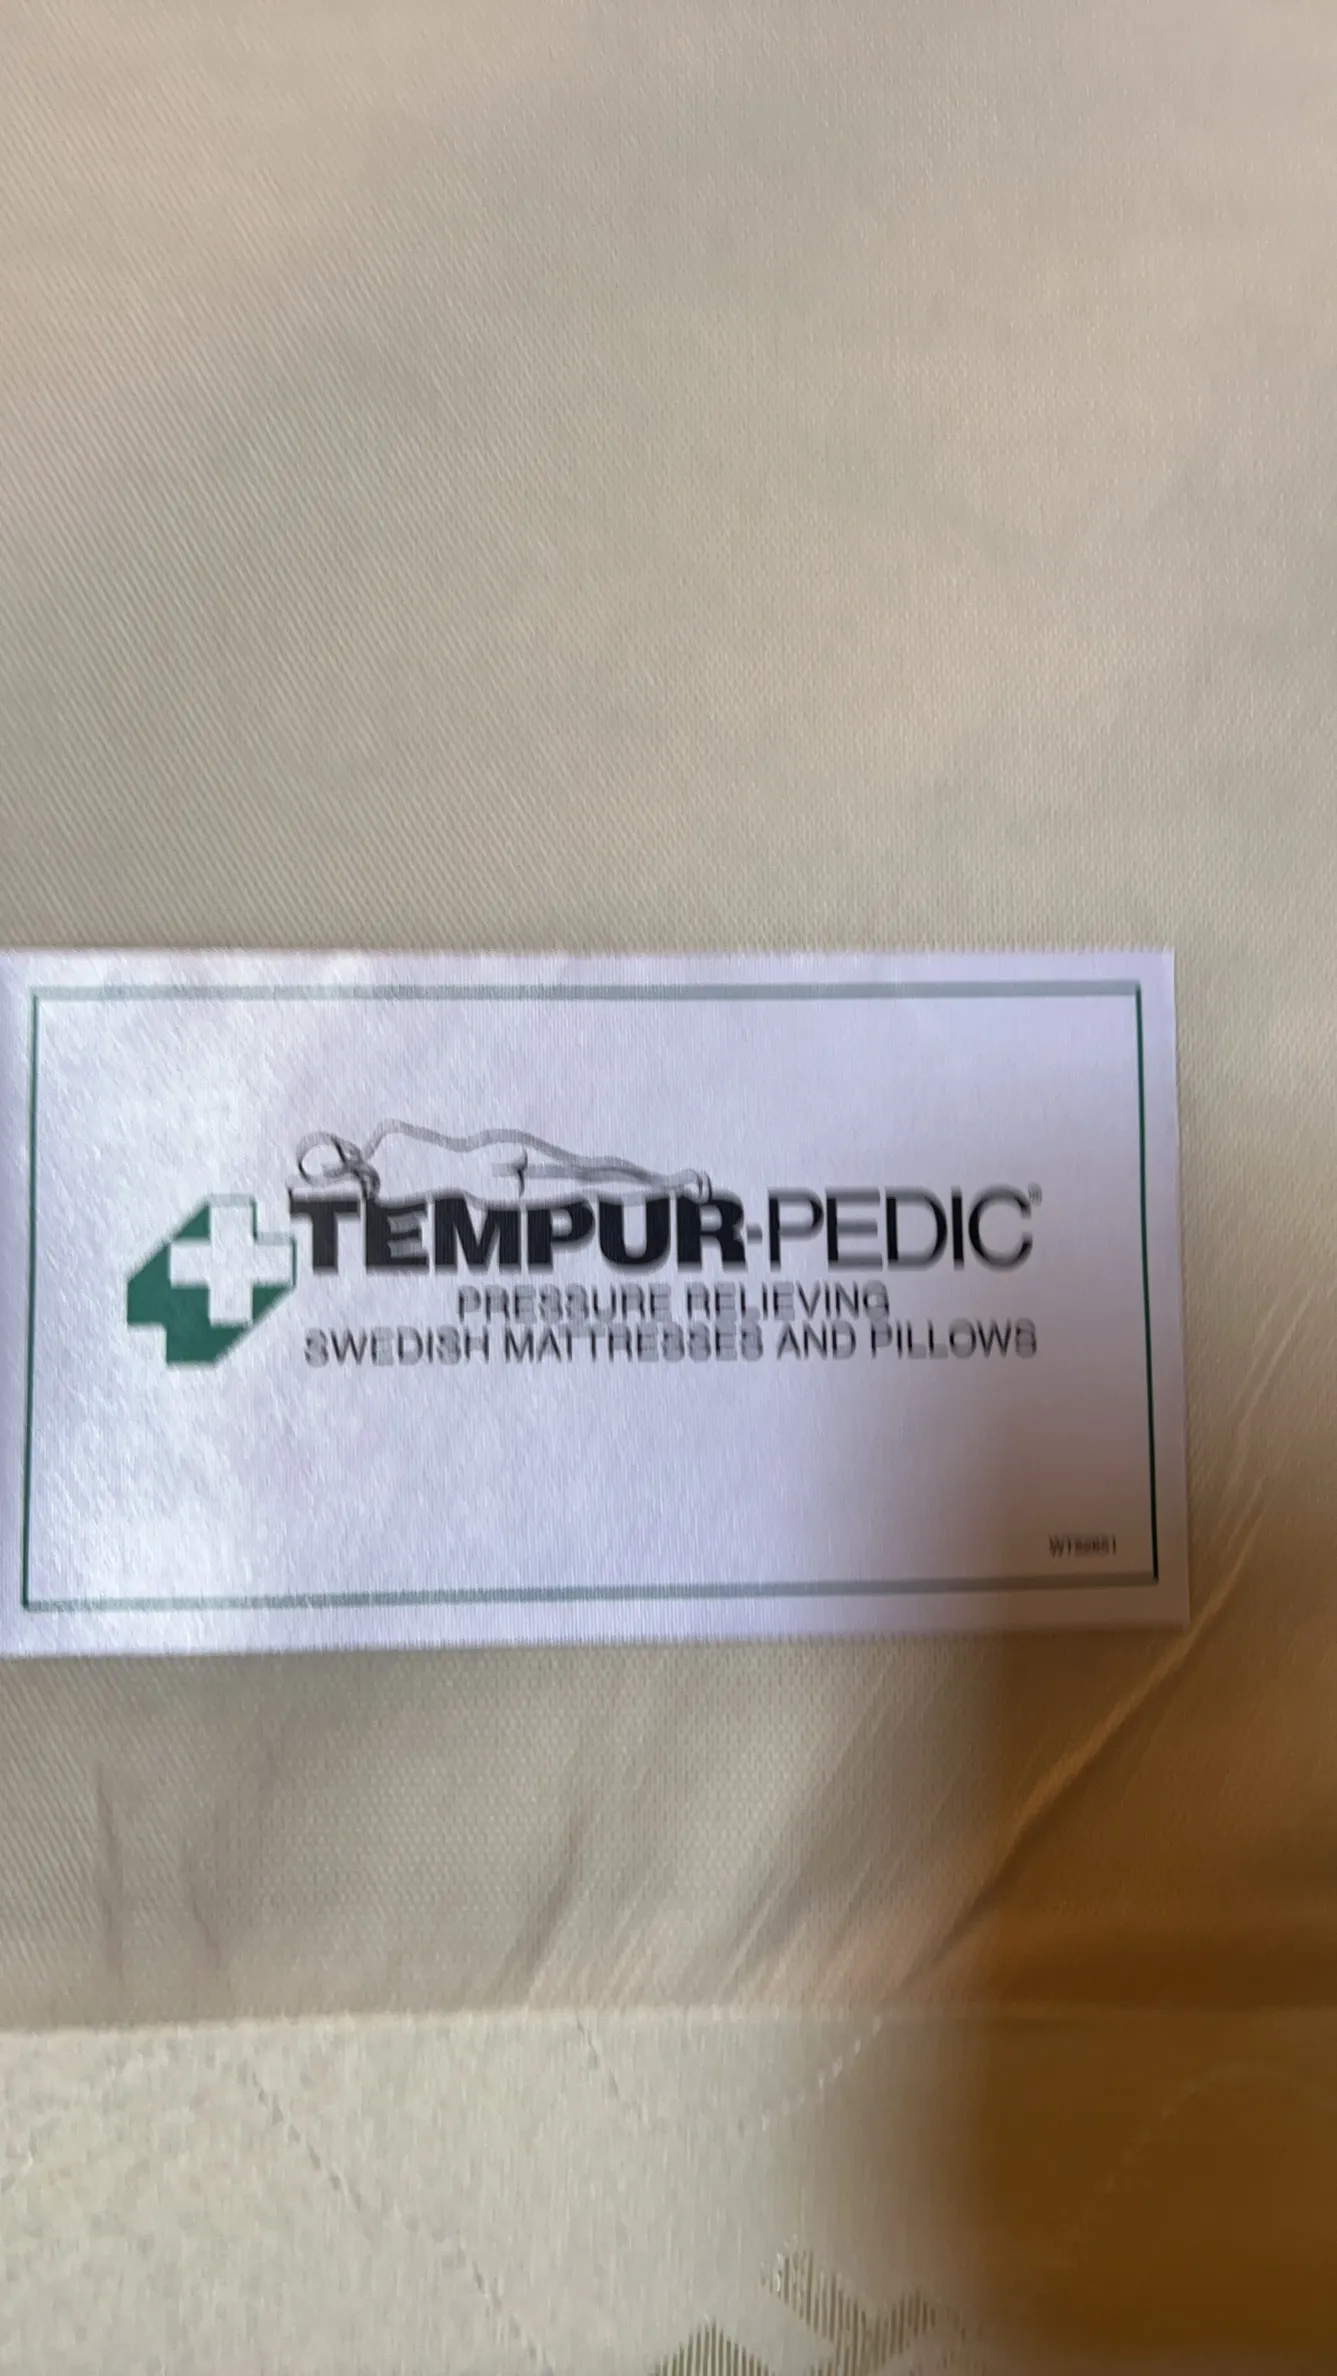 TEMPUR-PEDIC®
PRESSURE RELIEVING
SWEDISH MATTRESSES AND PILLOWS